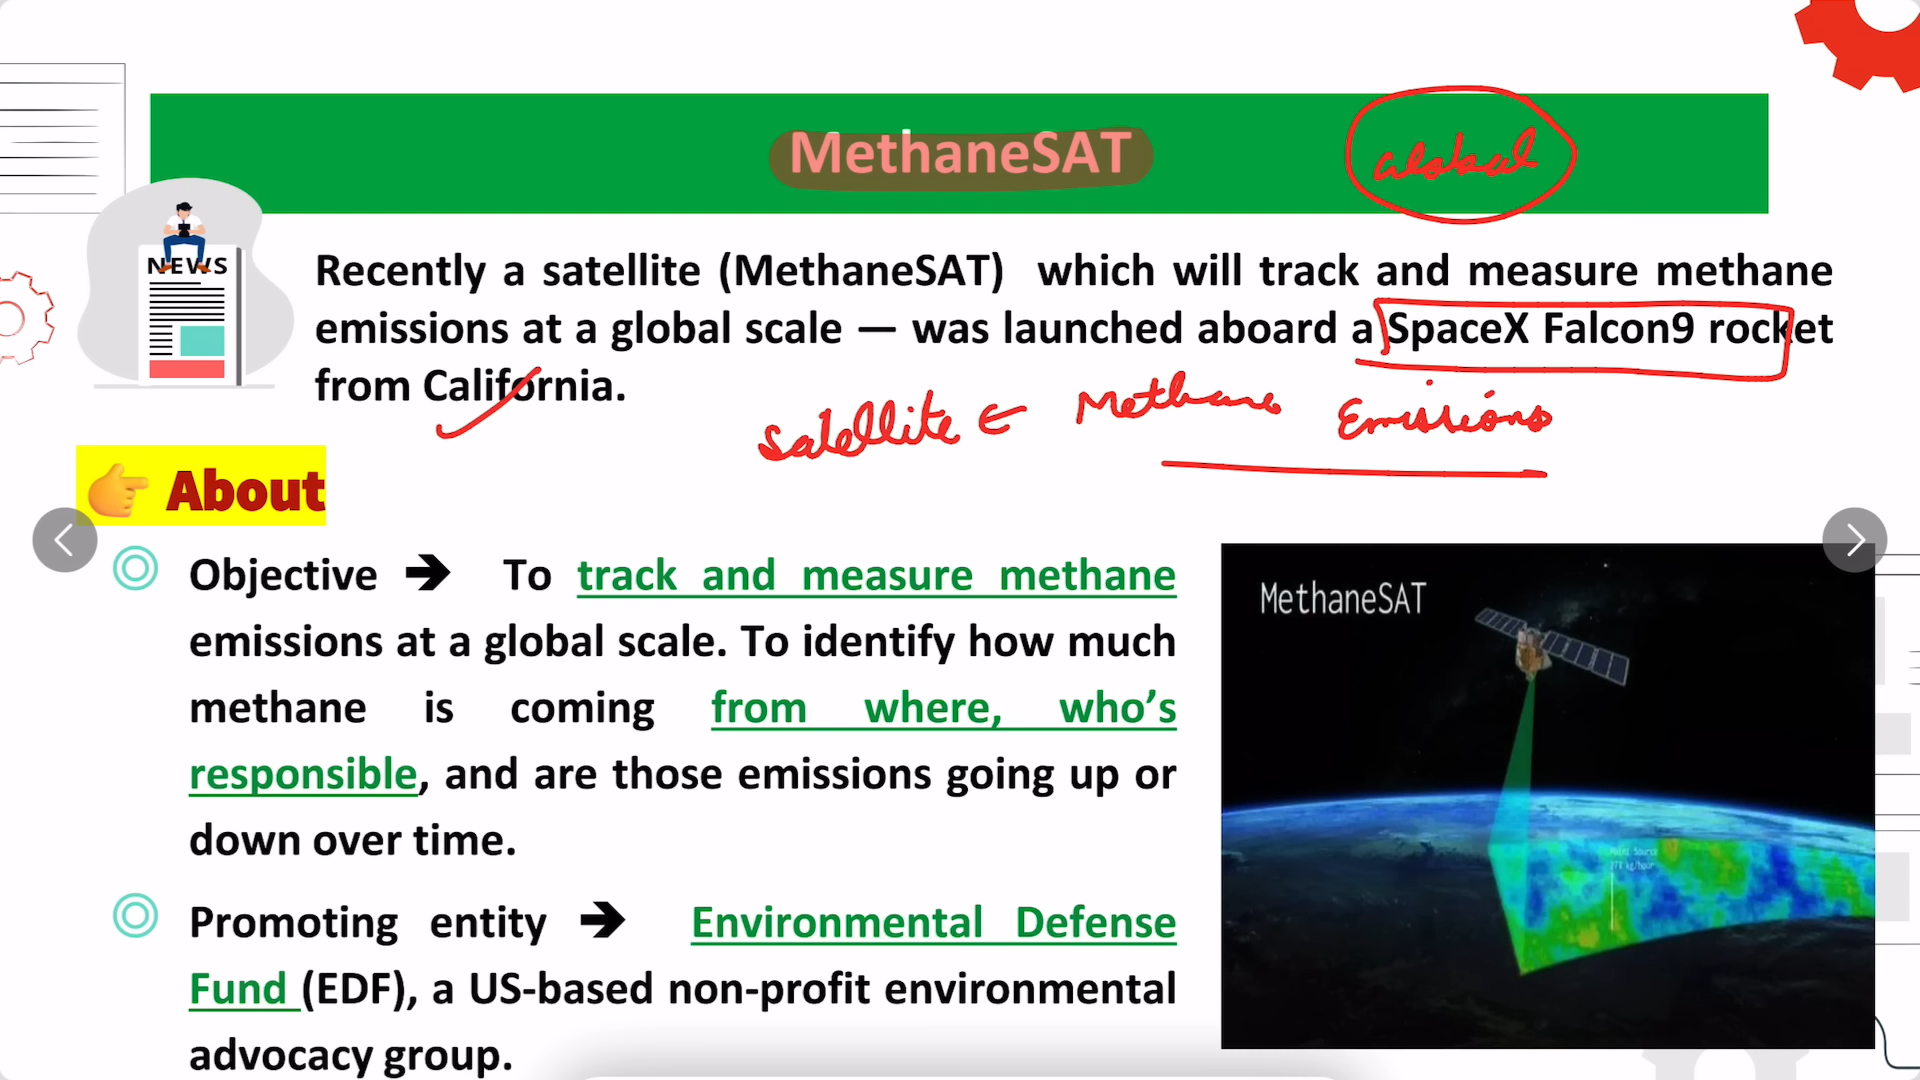 MethaneSAT
Global
NEWS
Recently a satellite (MethaneSAT) which will track and measure methane
emissions at a global scale — was launched aboard a SpaceX Falcon9 rocket
from California.
Satellite ← Methane Emissions
👉 About
Objective ➔ To track and measure methane
emissions at a global scale. To identify how much
methane is coming from where, who's
responsible, and are those emissions going up or
down over time.
Promoting entity ➔ Environmental Defense
Fund (EDF), a US-based non-profit environmental
advocacy group.
MethaneSAT
Point Source